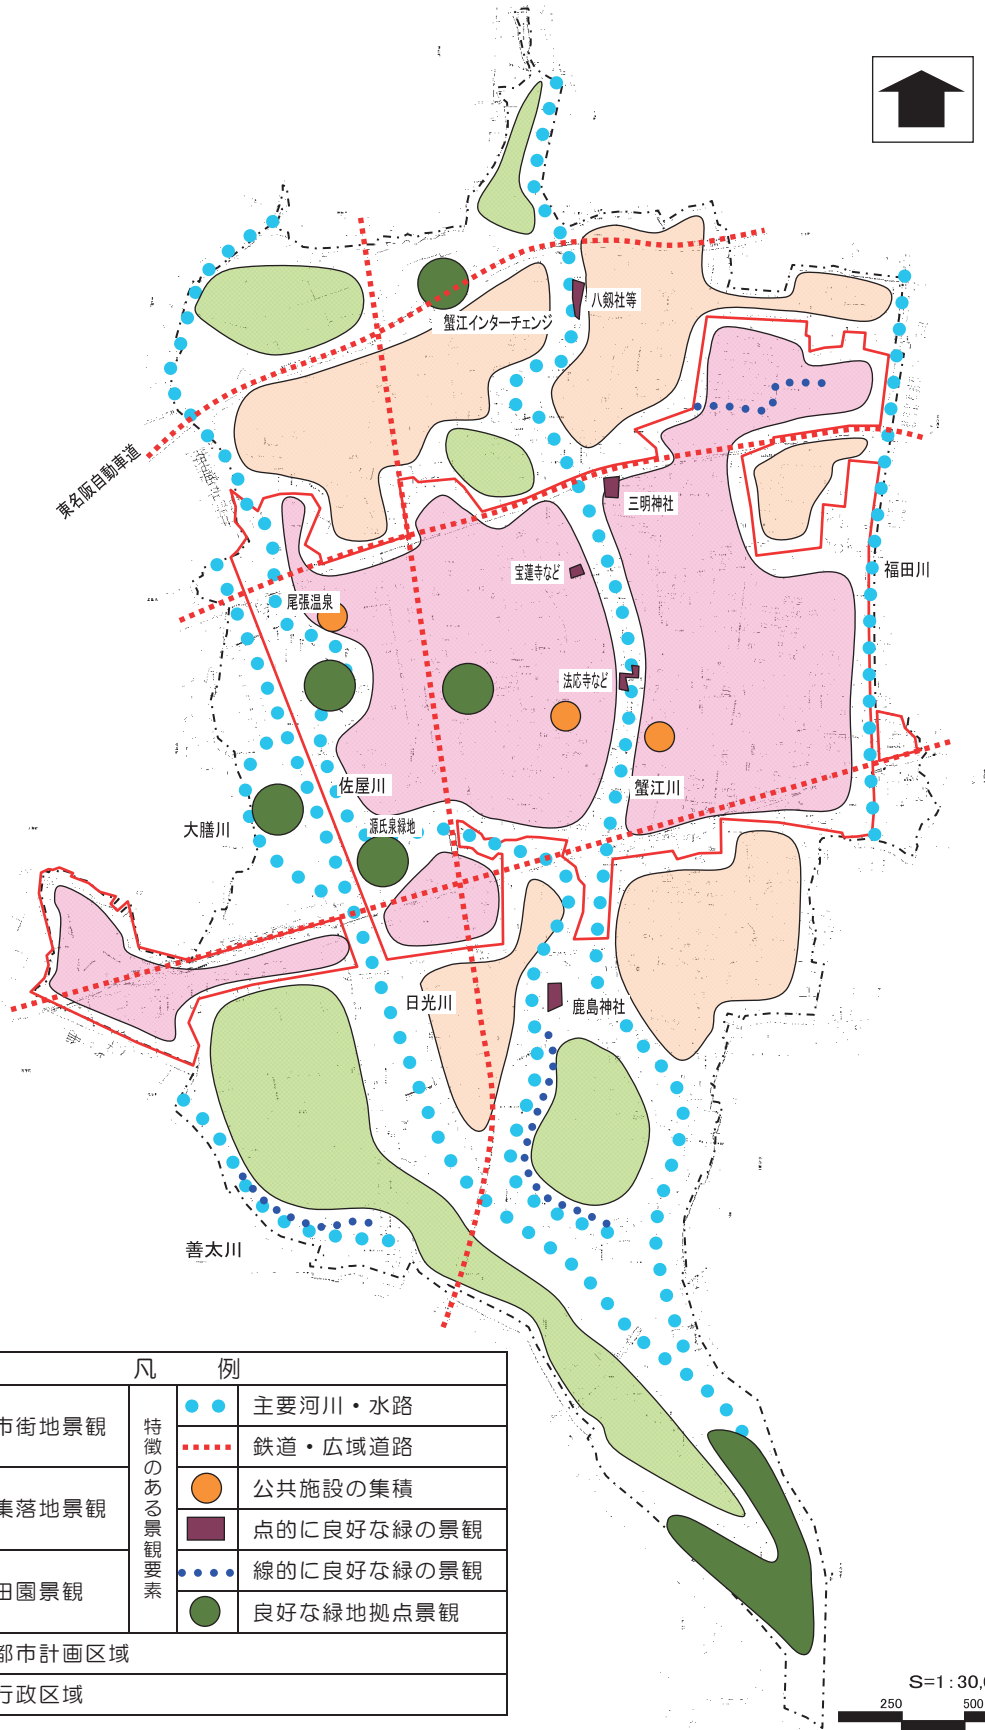 八剱社等
蟹江インターチェンジ
東名阪自動車道
三明神社
宝蓮寺など
福田川
尾張温泉
法応寺など
佐屋川
蟹江川
大膳川
源氏泉緑地
日光川
鹿島神社
善太川
凡 例
市街地景観
集落地景観
田園景観
特徴のある景観要素
主要河川・水路
鉄道・広域道路
公共施設の集積
点的に良好な緑の景観
線的に良好な緑の景観
良好な緑地拠点景観
都市計画区域
行政区域
S=1:30,0
250 500